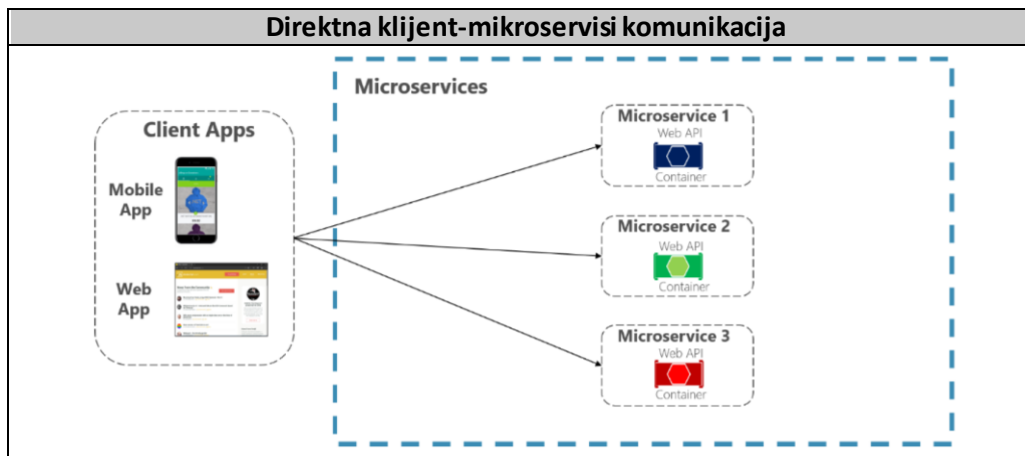 Direktna klijent-mikroservisi komunikacija
Microservices
Client Apps
Mobile
App
Web
App
Microservice 1
Web API
Container
Microservice 2
Web API
Container
Microservice 3
Web API
Container